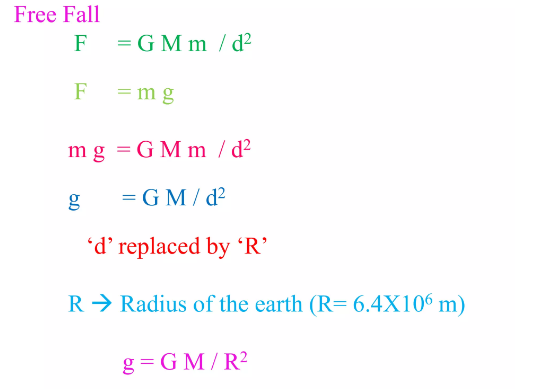 Free Fall
F = G M m / d²
F = m g
m g = G M m / d²
g = G M / d²
‘d’ replaced by ‘R’
R → Radius of the earth (R= 6.4X10⁶ m)
g = G M / R²